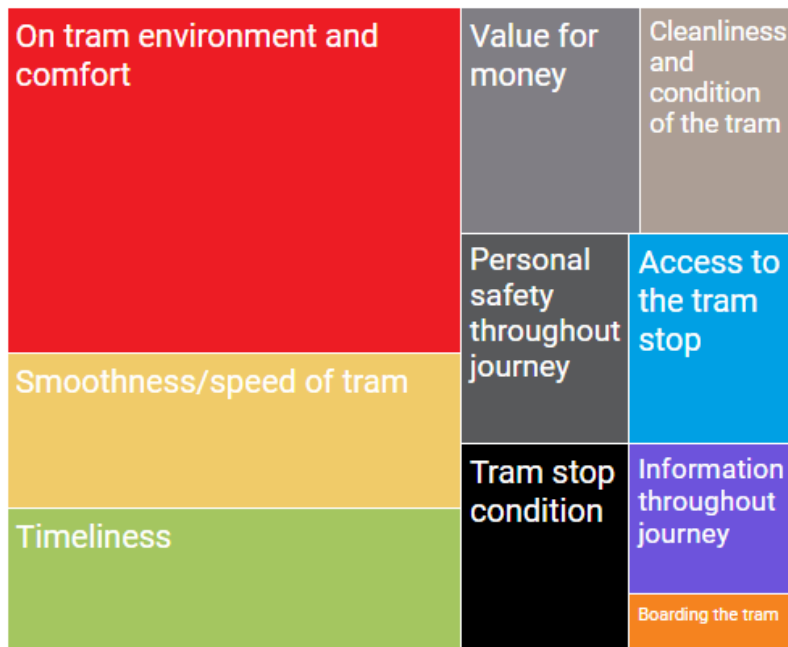 On tram environment and
comfort
Smoothness/speed of tram
Timeliness
Value for
money
Cleanliness
and
condition
of the tram
Personal
safety
throughout
journey
Access to
the tram
stop
Tram stop
condition
Information
throughout
journey
Boarding the tram